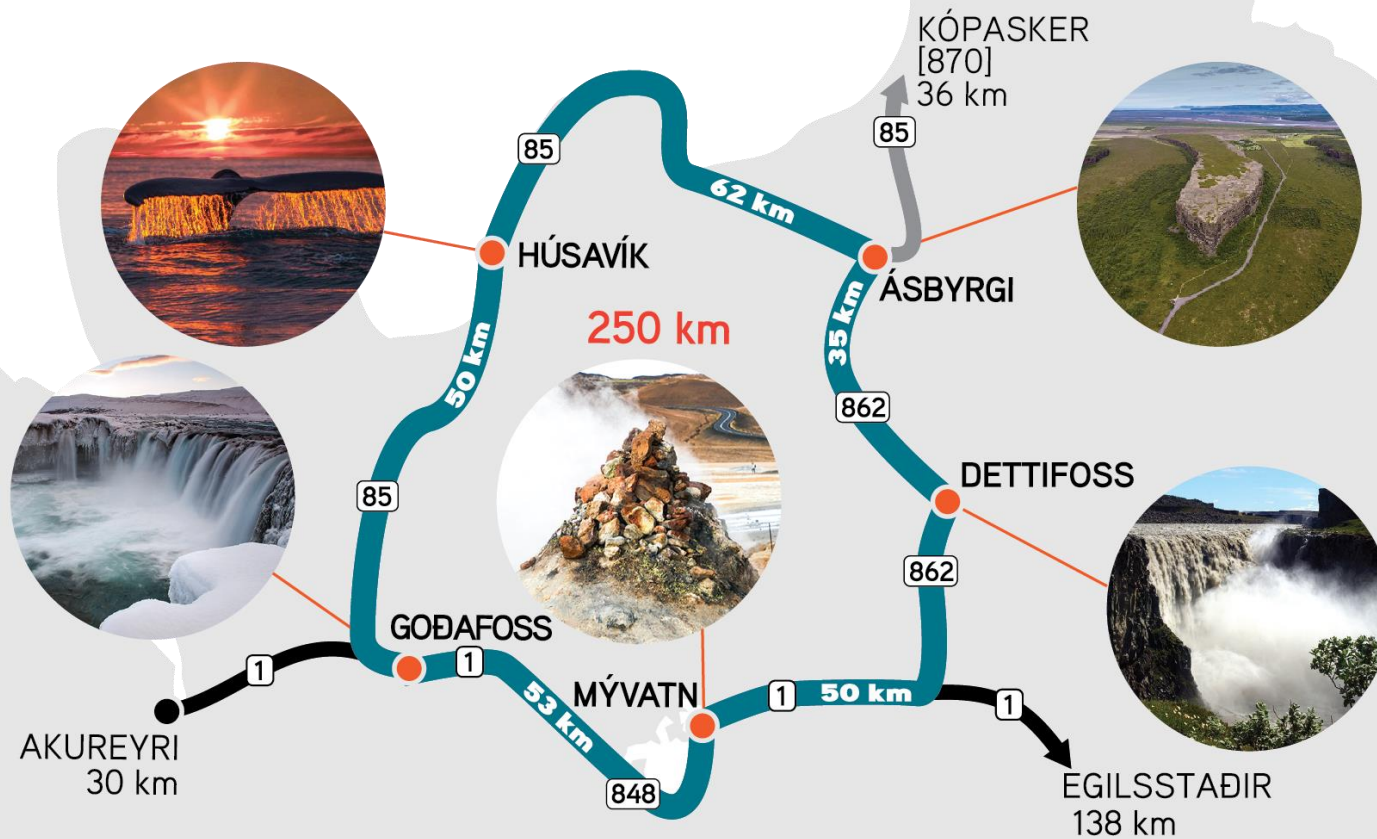 KÓPASKER
[870]
36 km
85
85
62 km
HÚSAVÍK
ÁSBYRGI
250 km
35 km
50 km
862
85
DETTIFOSS
862
GOÐAFOSS
1
1
53 km
MÝVATN
1
50 km
1
AKUREYRI
30 km
848
EGILSSTAÐIR
138 km